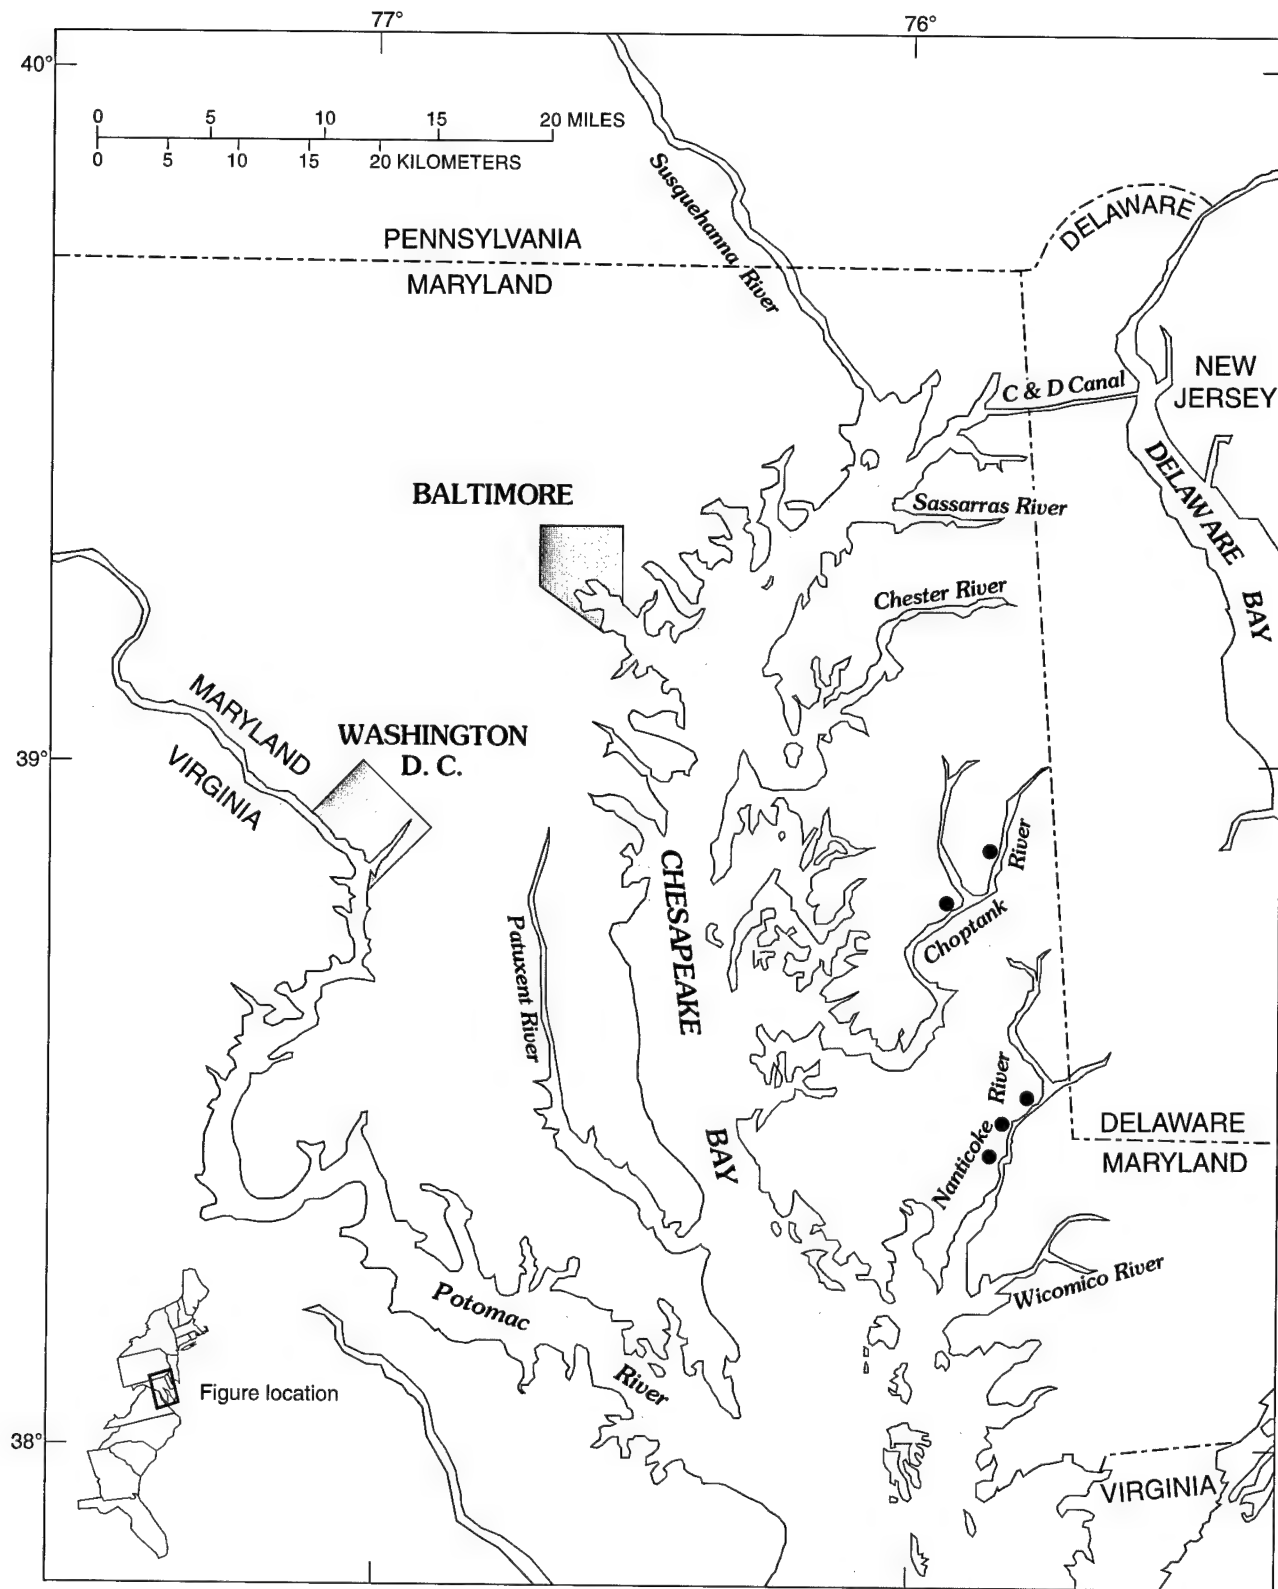 77°
76°
40°
0 5 10 15 20 MILES
0 5 10 15 20 KILOMETERS
Susquehanna River
DELAWARE
PENNSYLVANIA
MARYLAND
NEW
JERSEY
C & D Canal
DELAWARE
BAY
BALTIMORE
Sassarras River
Chester River
MARYLAND
VIRGINIA
WASHINGTON
D. C.
39°
CHESAPEAKE
BAY
Patuxent River
Choptank
River
Nanticoke
River
DELAWARE
MARYLAND
Wicomico River
Potomac
River
Figure location
38°
VIRGINIA